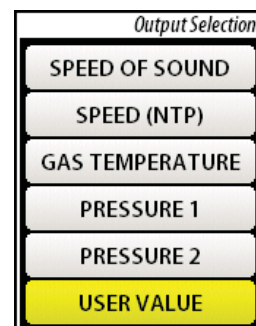 Output Selection
SPEED OF SOUND
SPEED (NTP)
GAS TEMPERATURE
PRESSURE 1
PRESSURE 2
USER VALUE